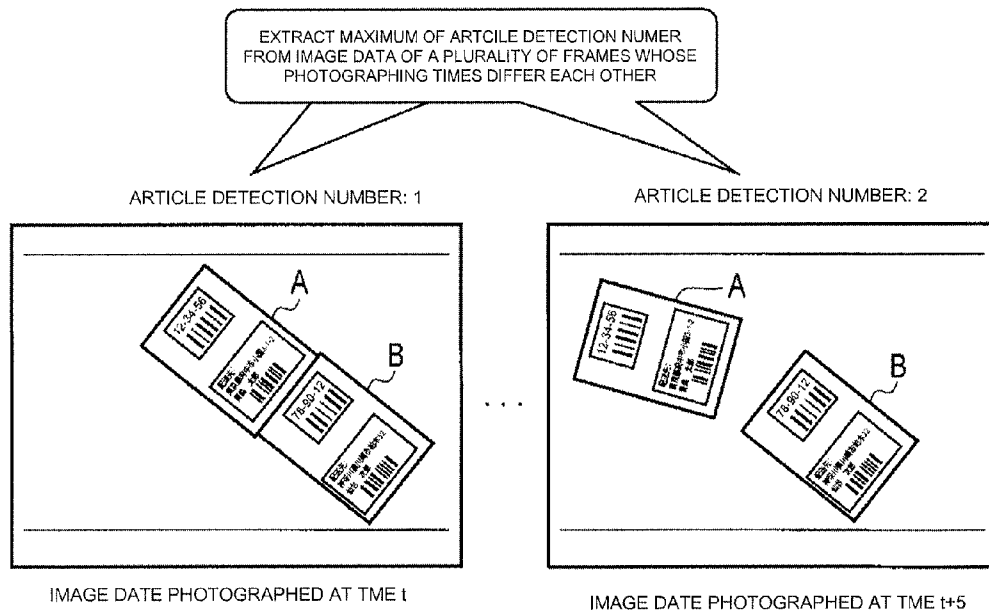 EXTRACT MAXIMUM OF ARTCILE DETECTION NUMER
FROM IMAGE DATA OF A PLURALITY OF FRAMES WHOSE
PHOTOGRAPHING TIMES DIFFER EACH OTHER
ARTICLE DETECTION NUMBER: 1
ARTICLE DETECTION NUMBER: 2
A
12-34-56
B
78-90-12
. . .
A
12-34-56
B
78-90-12
IMAGE DATE PHOTOGRAPHED AT TME t
IMAGE DATE PHOTOGRAPHED AT TME t+5